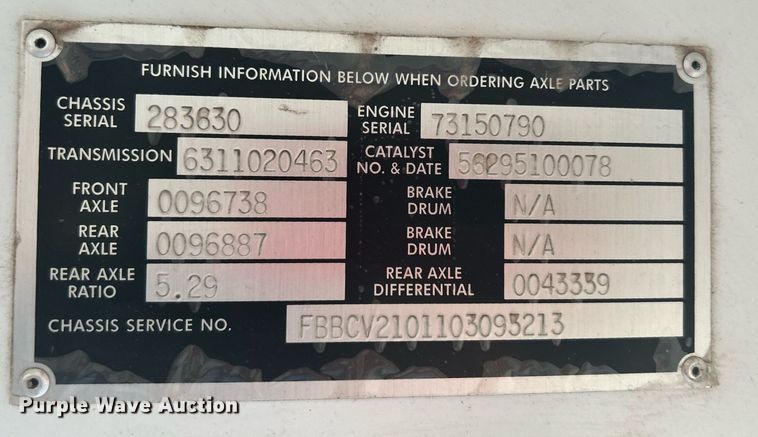 FURNISH INFORMATION BELOW WHEN ORDERING AXLE PARTS
CHASSIS SERIAL 283630 ENGINE SERIAL 73150790
TRANSMISSION 6311020463 CATALYST NO. & DATE 56295100078
FRONT AXLE 0096738 BRAKE DRUM N/A
REAR AXLE 0096887 BRAKE DRUM N/A
REAR AXLE RATIO 5.29 REAR AXLE DIFFERENTIAL 0043339
CHASSIS SERVICE NO. FBBCV2101103093213
Purple Wave Auction